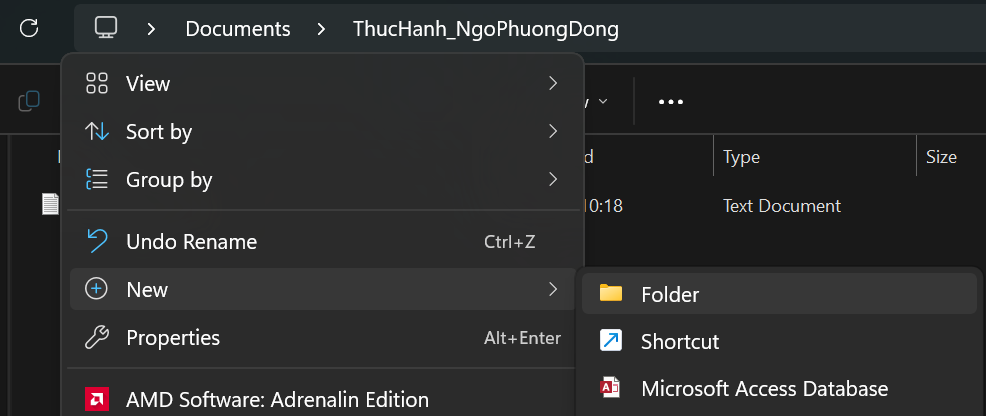 Documents
ThucHanh_NgoPhuongDong
View
Sort by
Type
Size
Group by
10:18
Text Document
Undo Rename Ctrl+Z
New
Folder
Properties Alt+Enter
Shortcut
AMD Software: Adrenalin Edition
Microsoft Access Database